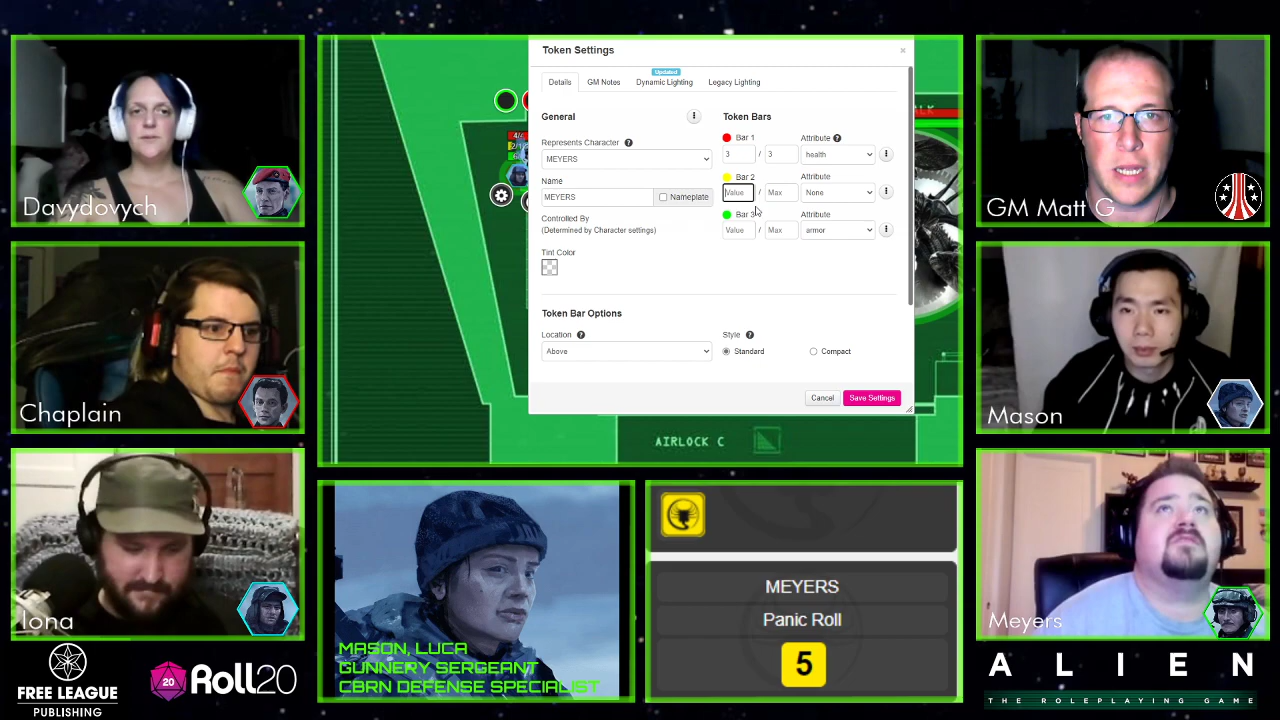 Davydovych
Chaplain
Iona
FREE LEAGUE
PUBLISHING
20
Roll20
Token Settings
×
Details
GM Notes
Updated
Dynamic Lighting
Legacy Lighting
General
Represents Character ?
MEYERS
Name
MEYERS
Nameplate
Controlled By
(Determined by Character settings)
Tint Color
Token Bars
Bar 1
Attribute ?
3 / 3
health
Bar 2
Attribute
Value / Max
None
Bar 3
Attribute
Value / Max
armor
Token Bar Options
Location ?
Above
Style ?
Standard
Compact
Cancel
Save Settings
AIRLOCK C
MASON, LUCA
GUNNERY SERGEANT
CBRN DEFENSE SPECIALIST
MEYERS
Panic Roll
5
GM Matt G
Mason
Meyers
ALIEN
THE ROLEPLAYING GAME